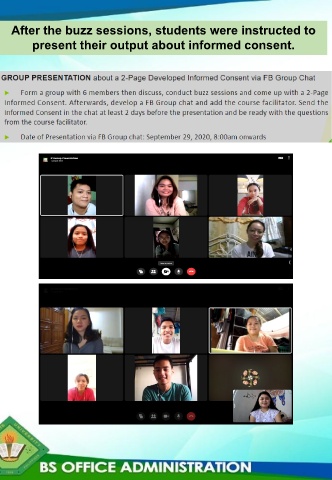 After the buzz sessions, students were instructed to
present their output about informed consent.
GROUP PRESENTATION about a 2-Page Developed Informed Consent via FB Group Chat
Form a group with 6 members then discuss, conduct buzz sessions and come up with a 2-Page
Informed Consent. Afterwards, develop a FB Group chat and add the course facilitator. Send the
Informed Consent in the chat at least 2 days before the presentation and be ready with the questions
from the course facilitator.
Date of Presentation via FB Group chat: September 29, 2020, 8:00am onwards
BS OFFICE ADMINISTRATION